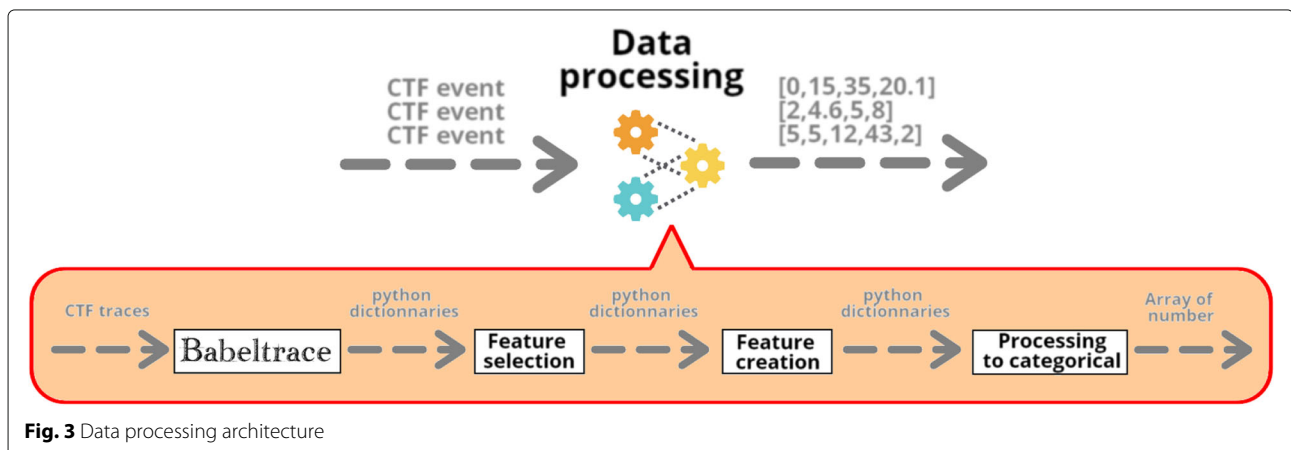 Data
processing
CTF event
CTF event
CTF event
[0,15,35,20.1]
[2,4.6,5,8]
[5,5,12,43,2]
CTF traces
Babeltrace
python
dictionnaries
Feature
selection
python
dictionnaries
Feature
creation
python
dictionnaries
Processing
to categorical
Array of
number
Fig. 3 Data processing architecture